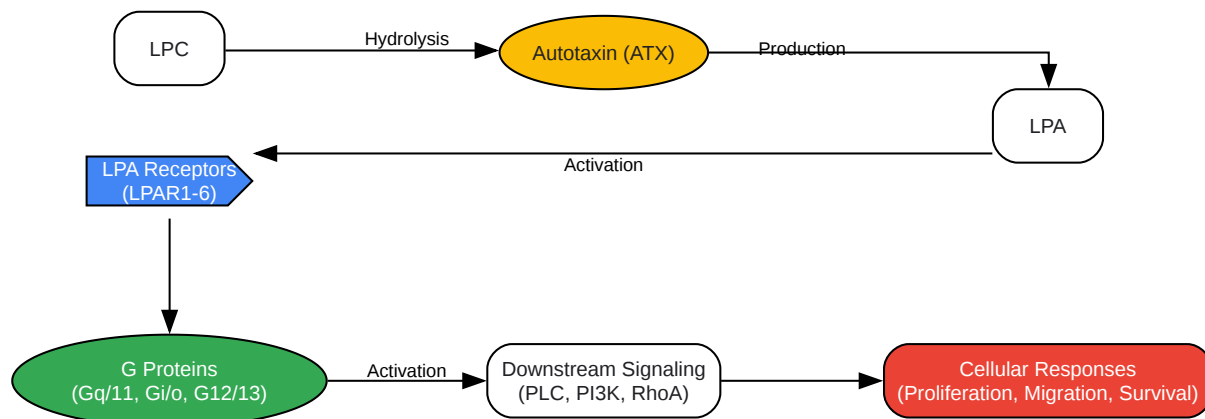 LPC
Hydrolysis
Autotaxin (ATX)
Production
LPA
LPA Receptors
(LPAR1-6)
Activation
G Proteins
(Gq/11, Gi/o, G12/13)
Activation
Downstream Signaling
(PLC, PI3K, RhoA)
Cellular Responses
(Proliferation, Migration, Survival)